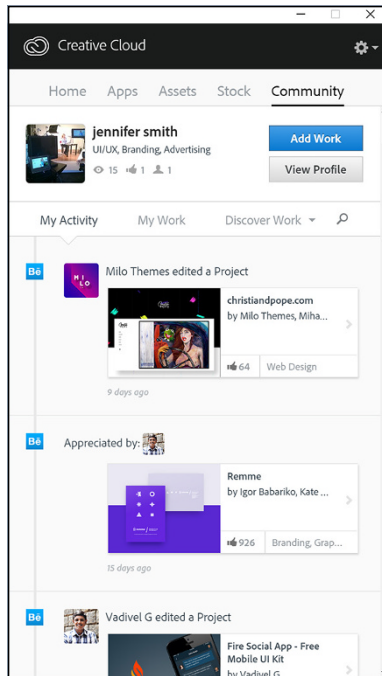 Creative Cloud
Home Apps Assets Stock Community
jennifer smith
UI/UX, Branding, Advertising
15 1 1
Add Work
View Profile
My Activity My Work Discover Work
Bē
MILO
Milo Themes edited a Project
christiandpope.com
by Milo Themes, Miha...
64 Web Design
9 days ago
Bē
Appreciated by:
Remme
by Igor Babariko, Kate ...
926 Branding, Grap...
15 days ago
Bē
Vadivel G edited a Project
Fire Social App - Free
Mobile UI Kit
by Vadivel G